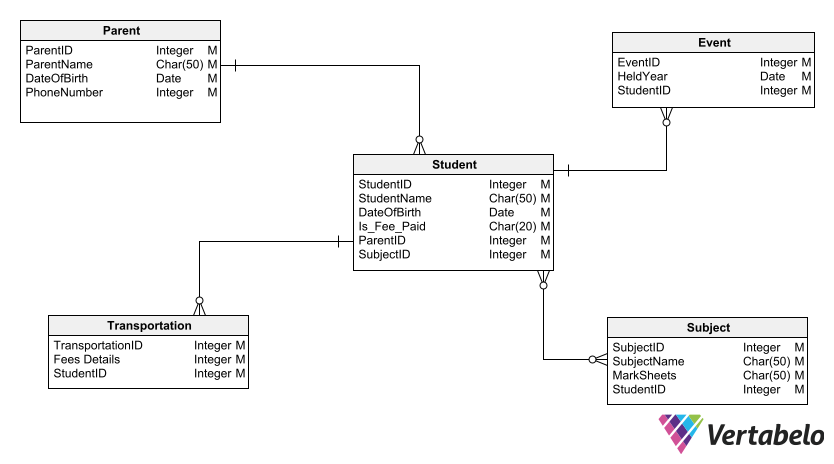 Parent
ParentID Integer M
ParentName Char(50) M
DateOfBirth Date M
PhoneNumber Integer M
Event
EventID Integer M
HeldYear Date M
StudentID Integer M
Student
StudentID Integer M
StudentName Char(50) M
DateOfBirth Date M
Is_Fee_Paid Char(20) M
ParentID Integer M
SubjectID Integer M
Transportation
TransportationID Integer M
Fees Details Integer M
StudentID Integer M
Subject
SubjectID Integer M
SubjectName Char(50) M
MarkSheets Char(50) M
StudentID Integer M
Vertabelo